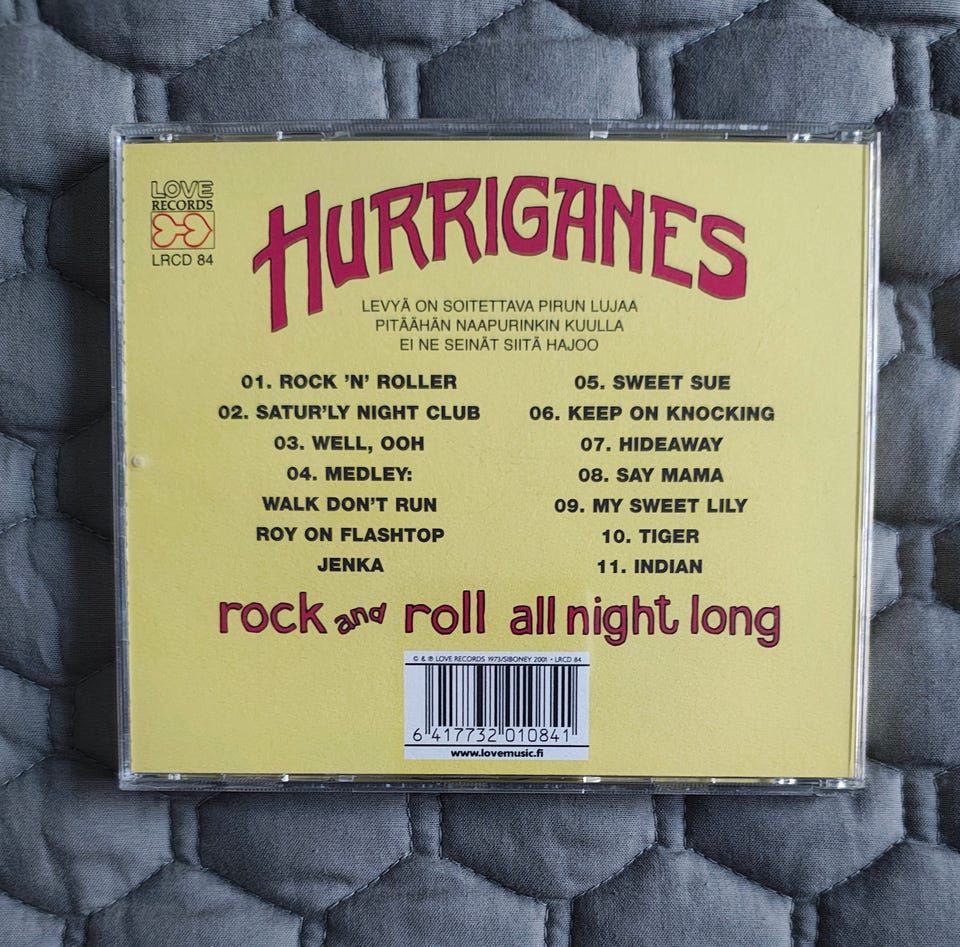 LOVE
RECORDS
LRCD 84
HURRIGANES
LEVYÄ ON SOITETTAVA PIRUN LUJAA
PITÄÄHÄN NAAPURINKIN KUULLA
EI NE SEINÄT SIITÄ HAJOO
01. ROCK 'N' ROLLER
02. SATUR'LY NIGHT CLUB
03. WELL, OOH
04. MEDLEY:
WALK DON'T RUN
ROY ON FLASHTOP
JENKA
05. SWEET SUE
06. KEEP ON KNOCKING
07. HIDEAWAY
08. SAY MAMA
09. MY SWEET LILY
10. TIGER
11. INDIAN
rock and roll all night long
© & ℗ LOVE RECORDS 1973/SIBONEY 2001 • LRCD 84
6 417732 010841
www.lovemusic.fi